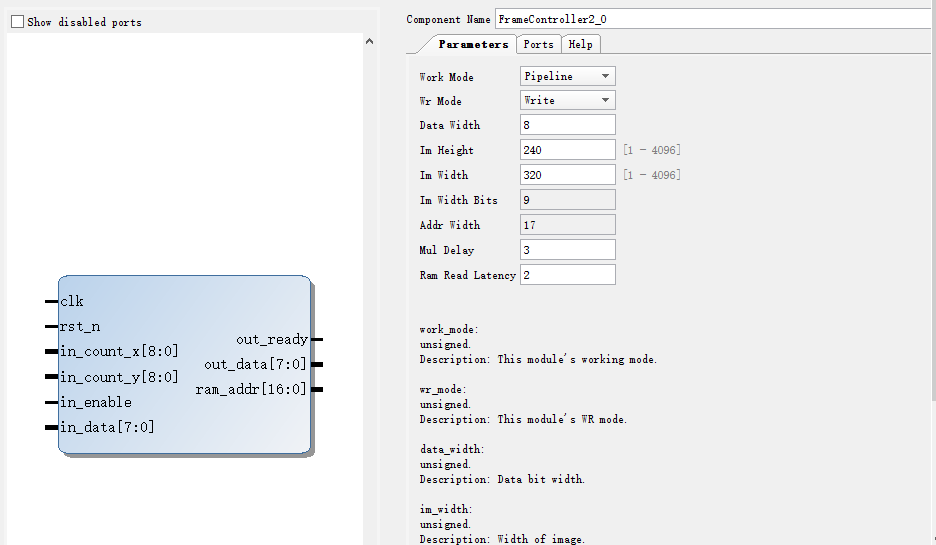 Show disabled ports
clk
rst_n
in_count_x[8:0]
in_count_y[8:0]
in_enable
in_data[7:0]
out_ready
out_data[7:0]
ram_addr[16:0]
Component Name FrameController2_0
Parameters Ports Help
Work Mode Pipeline
Wr Mode Write
Data Width 8
Im Height 240 [1 - 4096]
Im Width 320 [1 - 4096]
Im Width Bits 9
Addr Width 17
Mul Delay 3
Ram Read Latency 2
work_mode:
unsigned.
Description: This module's working mode.
wr_mode:
unsigned.
Description: This module's WR mode.
data_width:
unsigned.
Description: Data bit width.
im_width:
unsigned.
Description: Width of image.